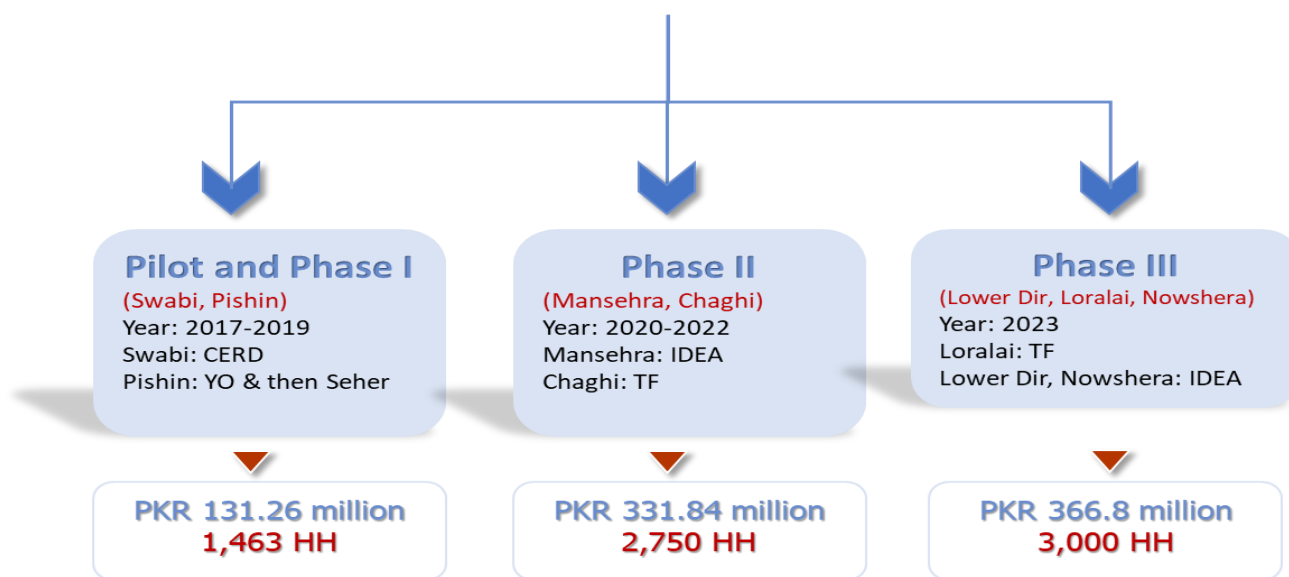 Pilot and Phase I
(Swabi, Pishin)
Year: 2017-2019
Swabi: CERD
Pishin: YO & then Seher
PKR 131.26 million
1,463 HH
Phase II
(Mansehra, Chaghi)
Year: 2020-2022
Mansehra: IDEA
Chaghi: TF
PKR 331.84 million
2,750 HH
Phase III
(Lower Dir, Loralai, Nowshera)
Year: 2023
Loralai: TF
Lower Dir, Nowshera: IDEA
PKR 366.8 million
3,000 HH